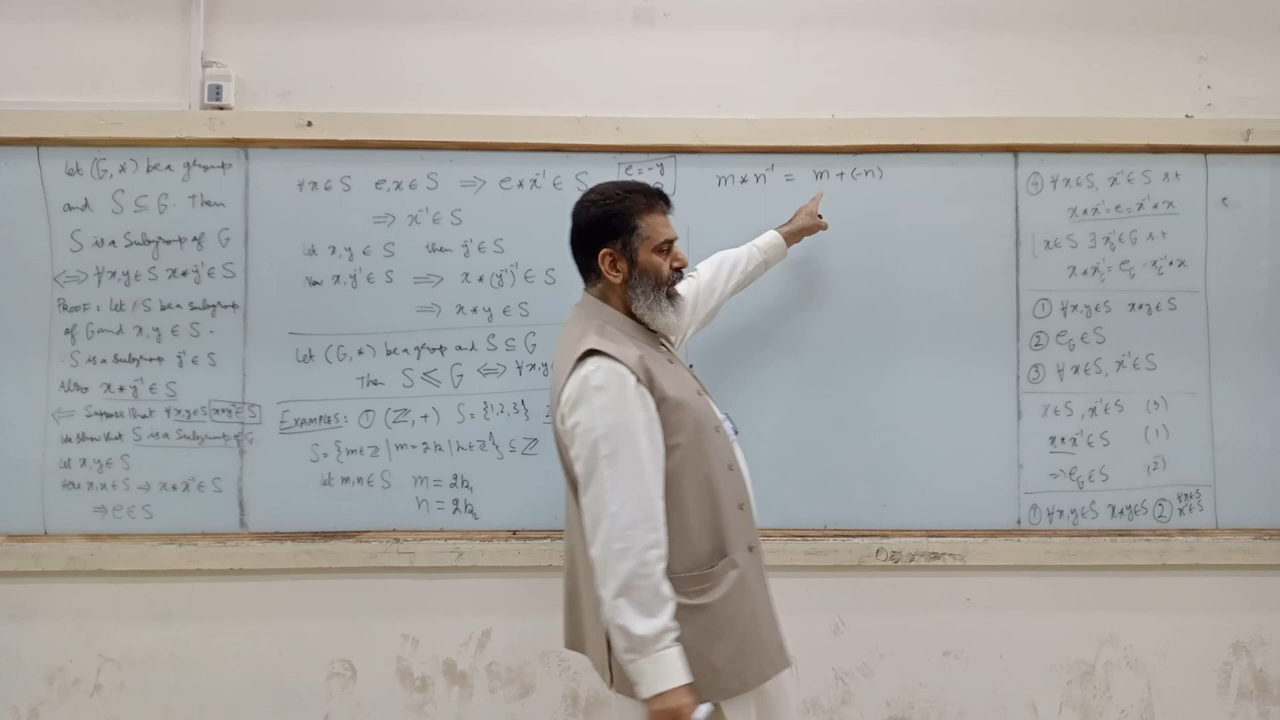 Let (G, *) be a group
and S ⊆ G. Then
S is a Subgroup of G
⟺ ∀x,y∈S x*y⁻¹∈S
PROOF: Let S be a subgroup
of G and x,y ∈ S.
∵ S is a subgroup y⁻¹∈S
Also x*y⁻¹∈S
⟸ Suppose that ∀x,y∈S x*y⁻¹∈S
We show that S is a Subgroup of G
Let x,y∈S
Here x,x∈S → x*x⁻¹∈S
⇒ e∈S
∀x∈S e,x∈S ⟹ e*x⁻¹∈S
⟹ x⁻¹∈S
Let x,y ∈ S then y⁻¹∈S
Now x,y⁻¹∈S ⟹ x*(y⁻¹)⁻¹∈S
⟹ x*y ∈ S
Let (G,*) be a group and S⊆G
Then S ≤ G ⟺ ∀x,y
EXAMPLES: ① (ℤ,+) S={1,2,3}
S={m∈ℤ | m=2k | k∈ℤ} ⊆ ℤ
Let m,n∈S m = 2k₁
n = 2k₂
e = -y
m * n⁻¹ = m + (-n)
④ ∀x∈S, x⁻¹∈S s.t
x*x⁻¹=e=x⁻¹*x
① ∀x,y∈S x*y∈S
② e_G∈S
③ ∀x∈S, x⁻¹∈S
x∈S, x⁻¹∈S (3)
x*x⁻¹∈S (1)
⇒ e_G∈S (2)
① ∀x,y∈S x*y∈S ② ∀x∈S x⁻¹∈S